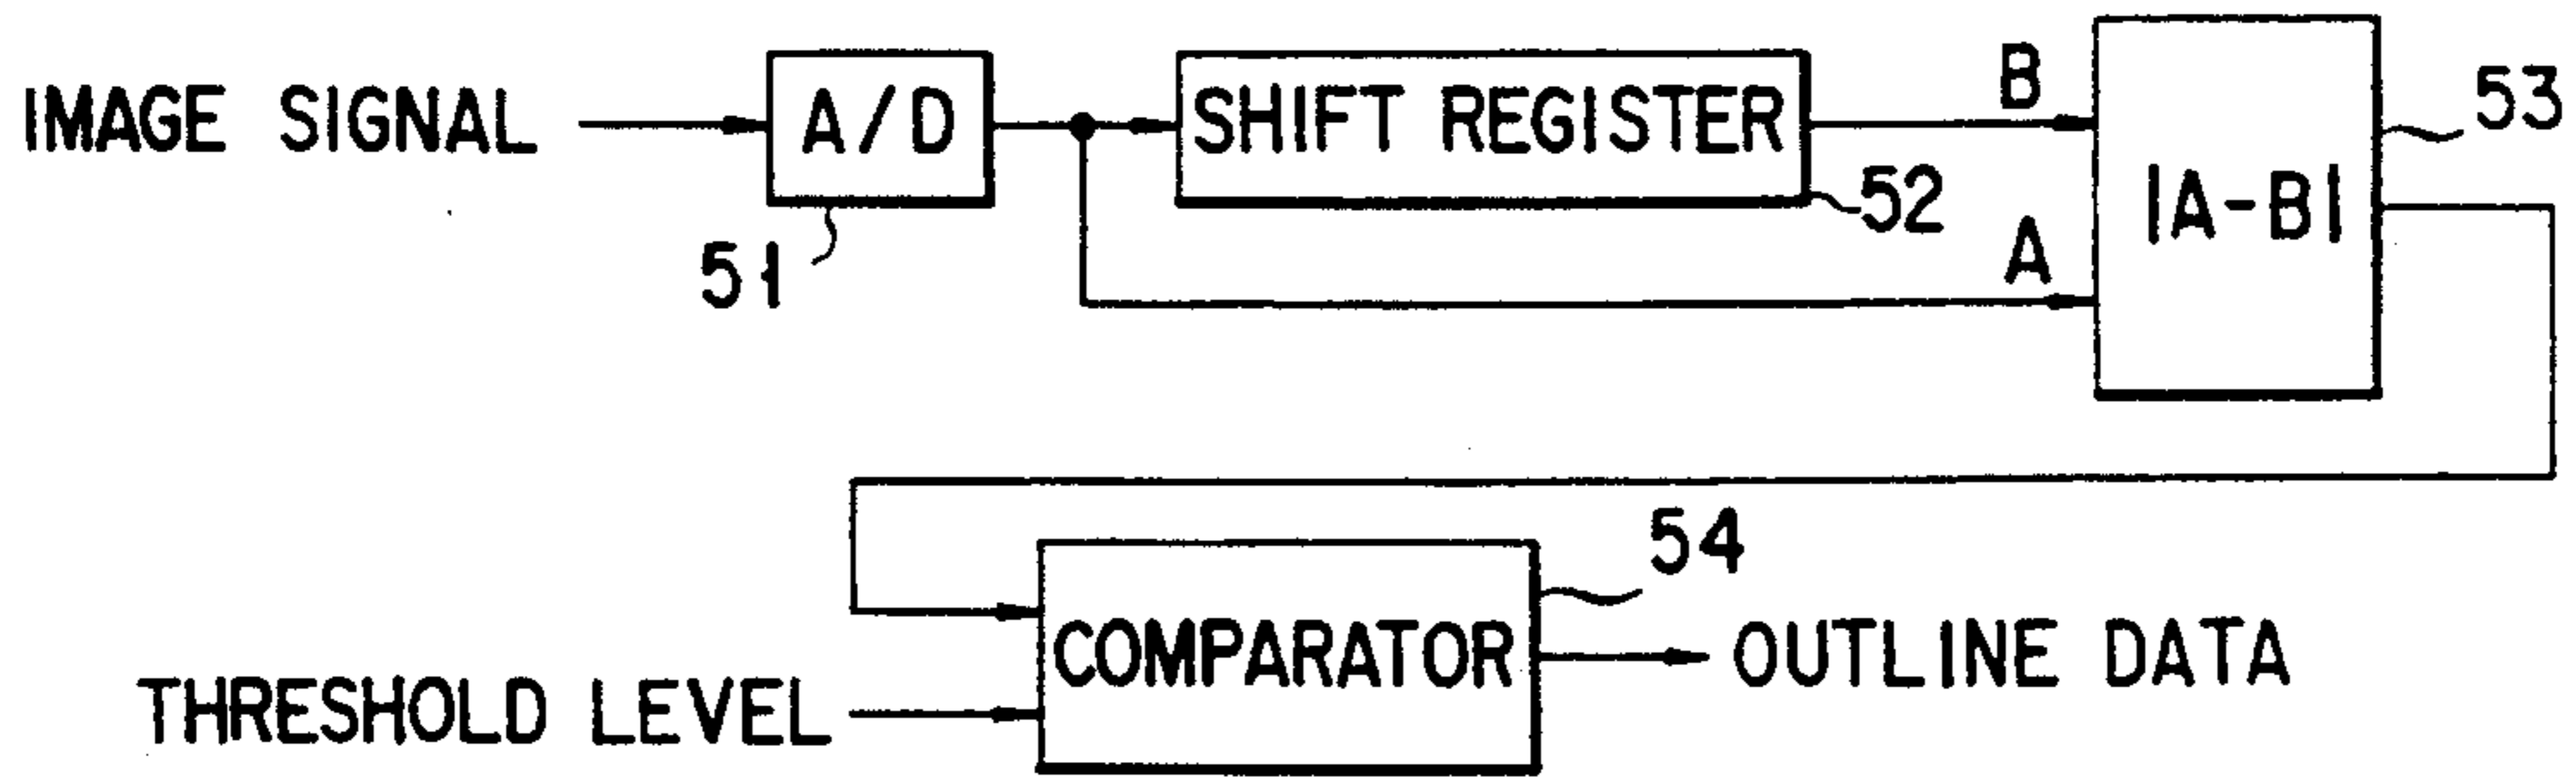 IMAGE SIGNAL
A/D
51
SHIFT REGISTER
52
B
A
|A-B|
53
THRESHOLD LEVEL
COMPARATOR
54
OUTLINE DATA